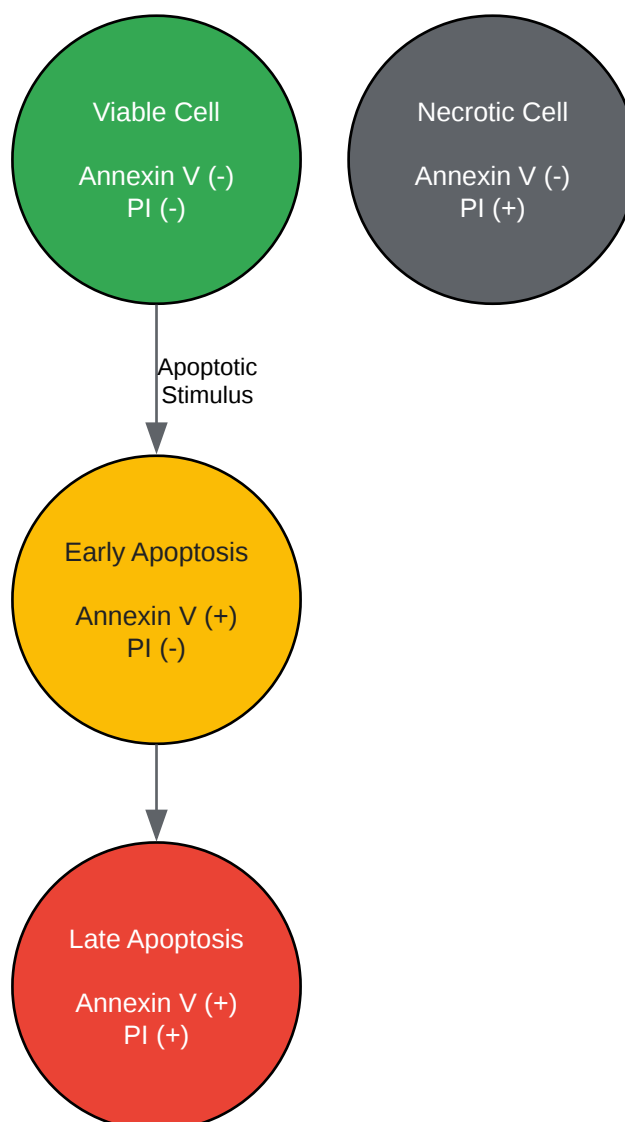 Viable Cell
Annexin V (-)
PI (-)
Necrotic Cell
Annexin V (-)
PI (+)
Apoptotic
Stimulus
Early Apoptosis
Annexin V (+)
PI (-)
Late Apoptosis
Annexin V (+)
PI (+)